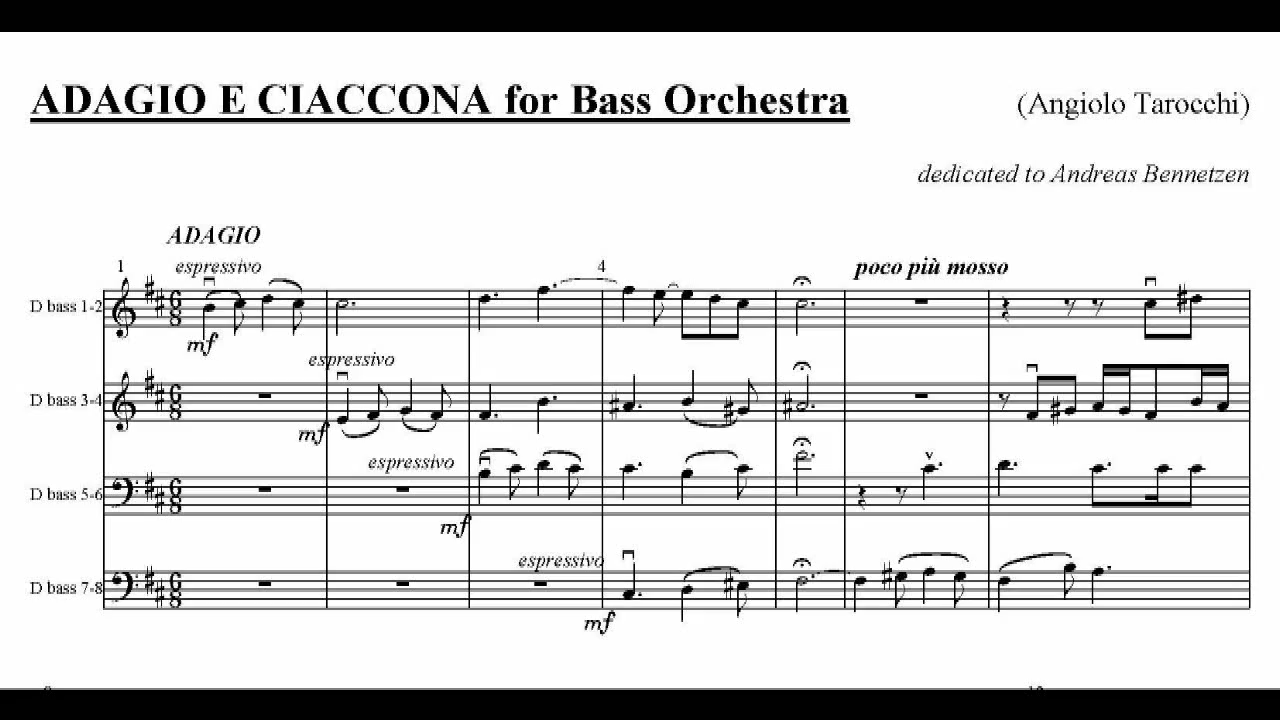 ADAGIO E CIACCONA for Bass Orchestra
(Angiolo Tarocchi)
dedicated to Andreas Bennetzen
ADAGIO
1 espressivo 4 poco più mosso
D bass 1-2
mf
espressivo
D bass 3-4
mf
espressivo
D bass 5-6
mf
espressivo
D bass 7-8
mf